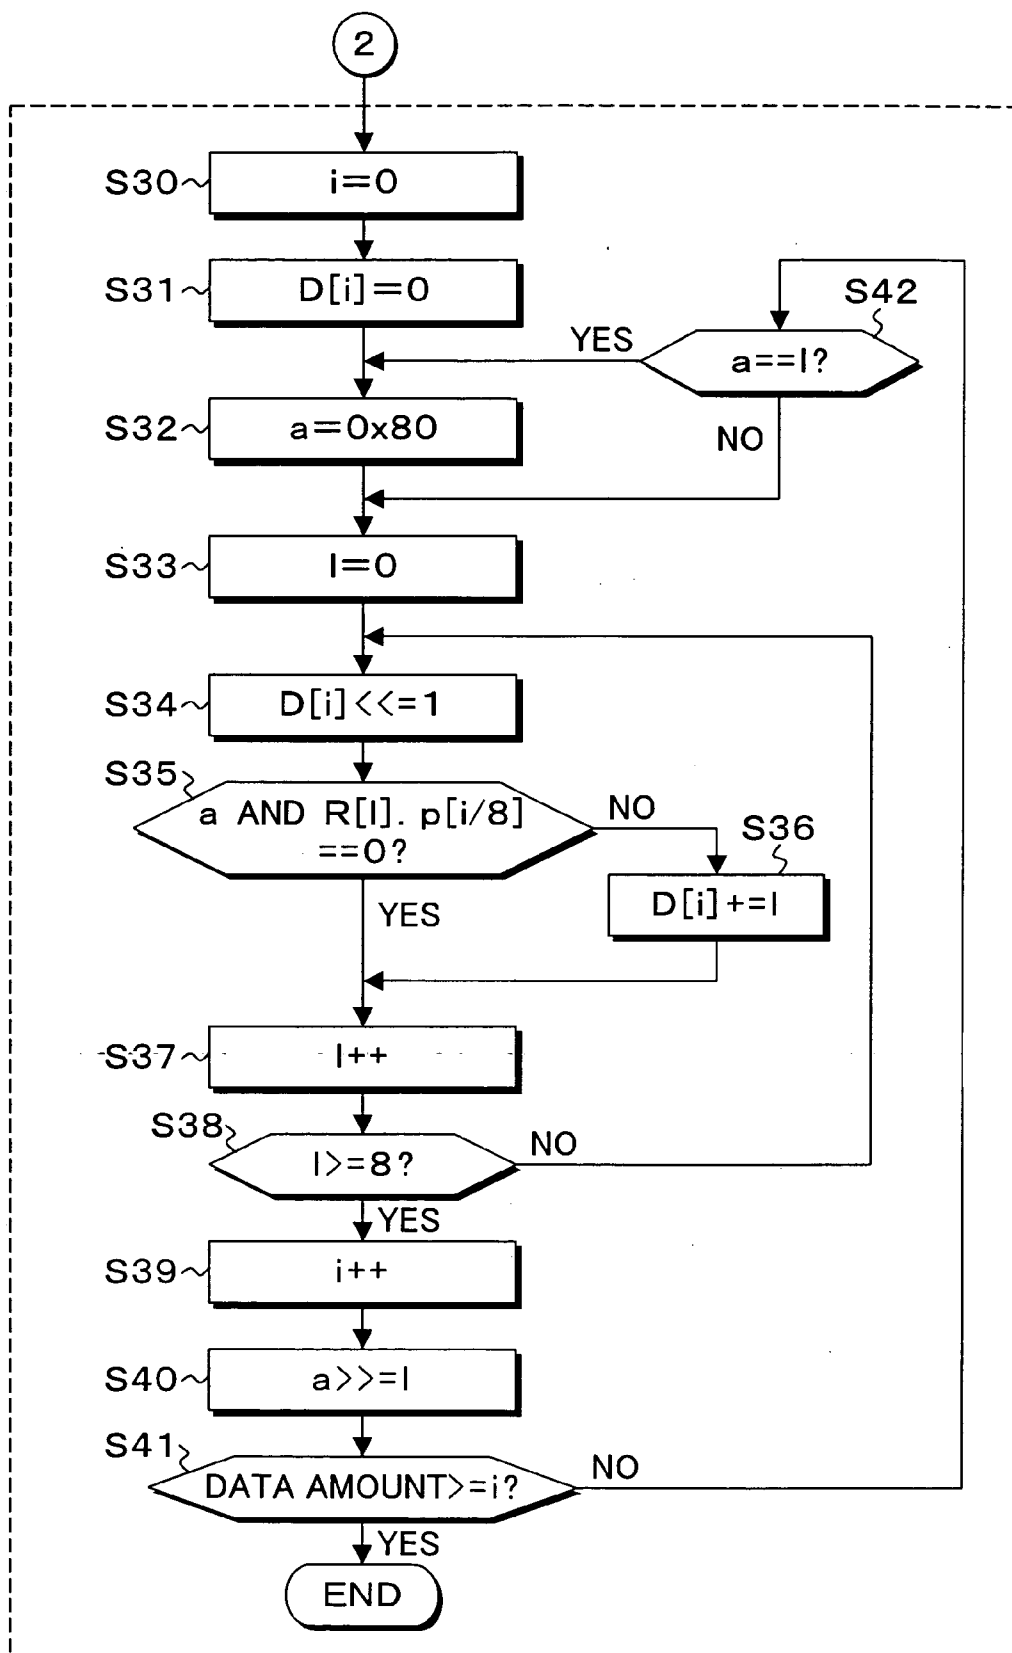 2
S30
i=0
S31
D[i]=0
S42
YES
a==l?
S32
a=0x80
NO
S33
l=0
S34
D[i]<<=1
S35
a AND R[l]. p[i/8]
==0?
NO
S36
D[i]+=l
YES
S37
l++
S38
l>=8?
NO
YES
S39
i++
S40
a>>=l
S41
DATA AMOUNT>=i?
NO
YES
END